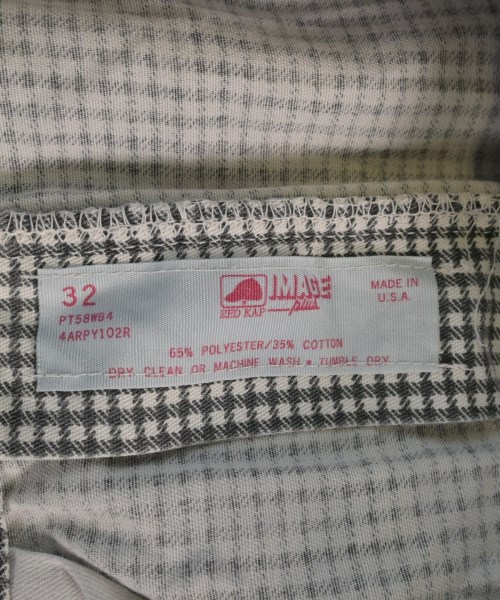 32
PT58WB4
4ARPY102R
RED KAP
IMAGE
plus
MADE IN
U.S.A.
65% POLYESTER/35% COTTON
DRY CLEAN OR MACHINE WASH • TUMBLE DRY